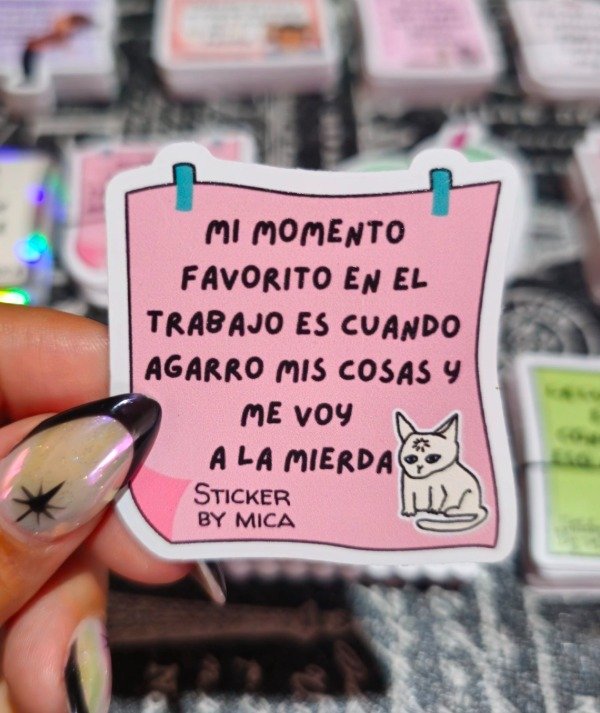 MI MOMENTO
FAVORITO EN EL
TRABAJO ES CUANDO
AGARRO MIS COSAS Y
ME VOY
A LA MIERDA
STICKER
BY MICA